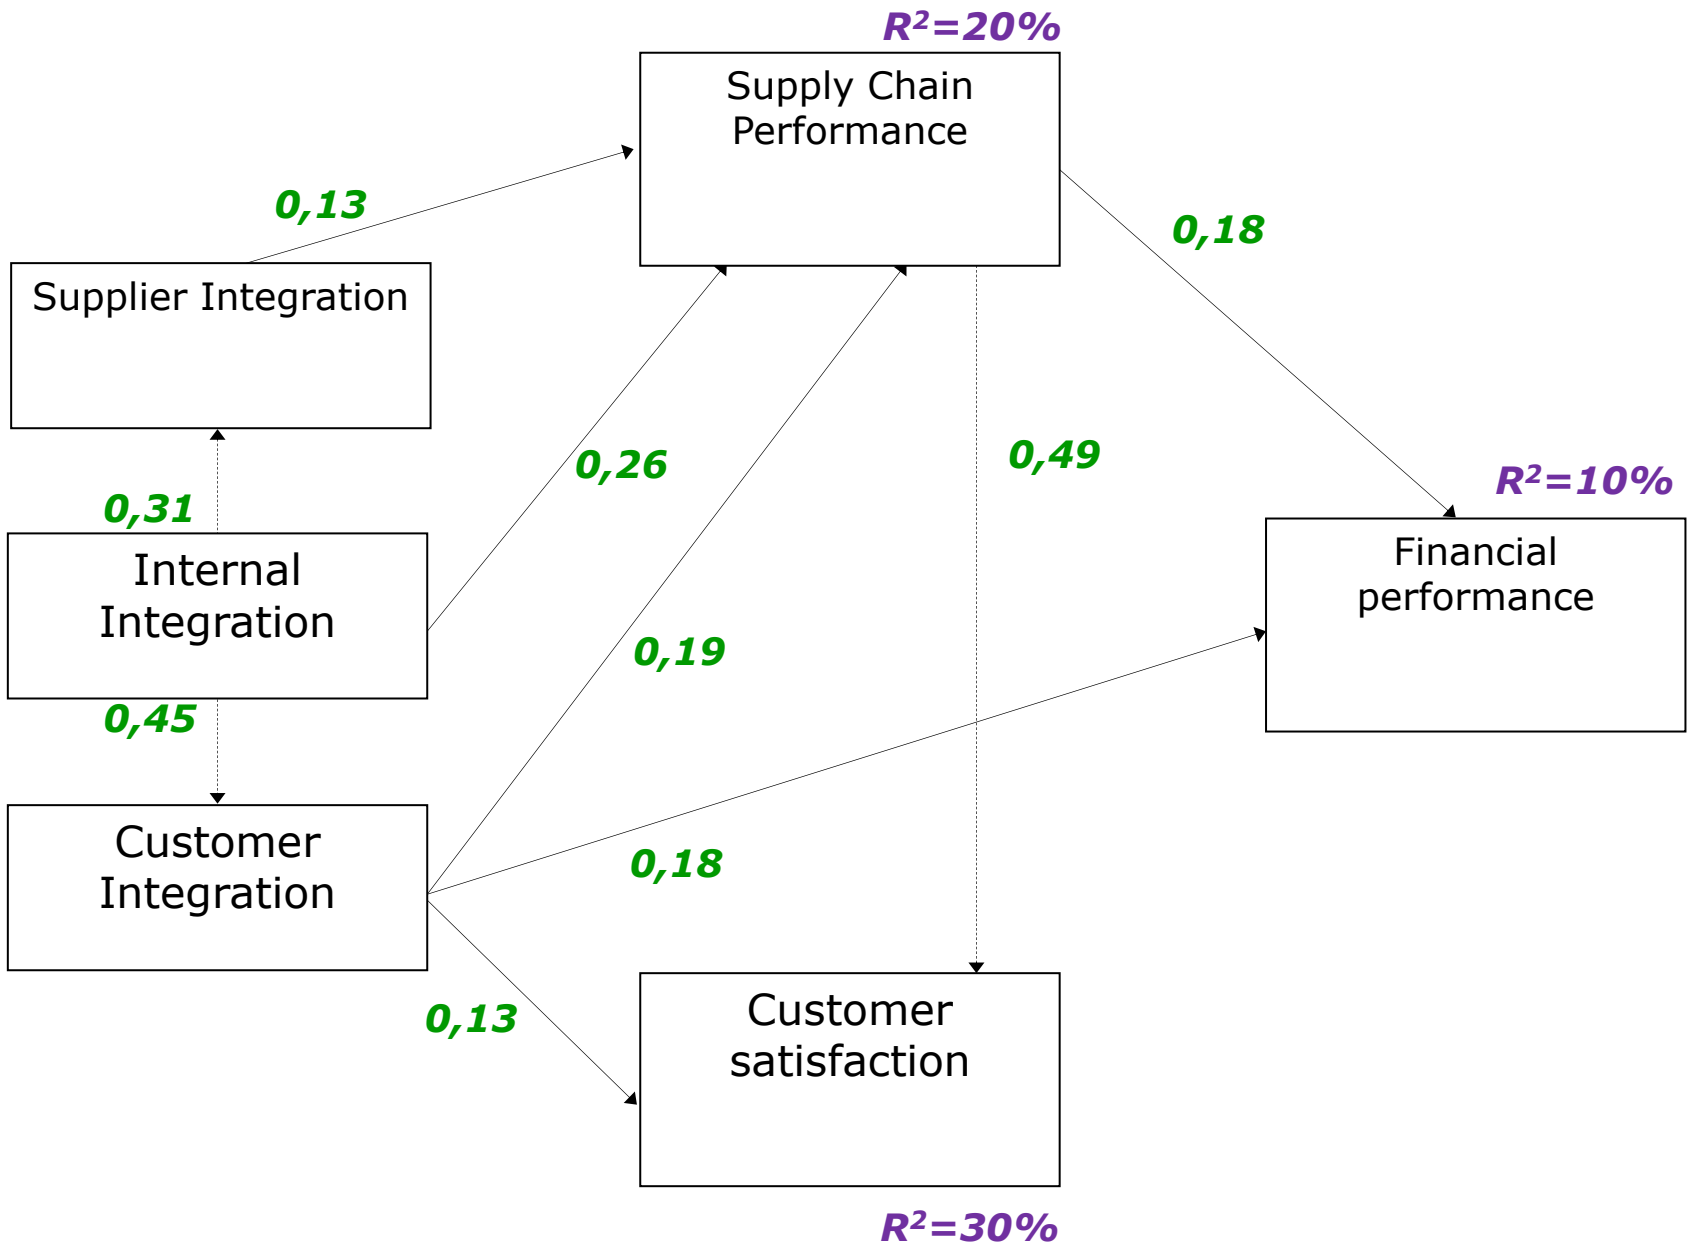 R²=20%
Supply Chain
Performance
0,13
0,18
Supplier Integration
0,26
0,49
R²=10%
0,31
Internal
Integration
Financial
performance
0,19
0,45
Customer
Integration
0,18
0,13
Customer
satisfaction
R²=30%